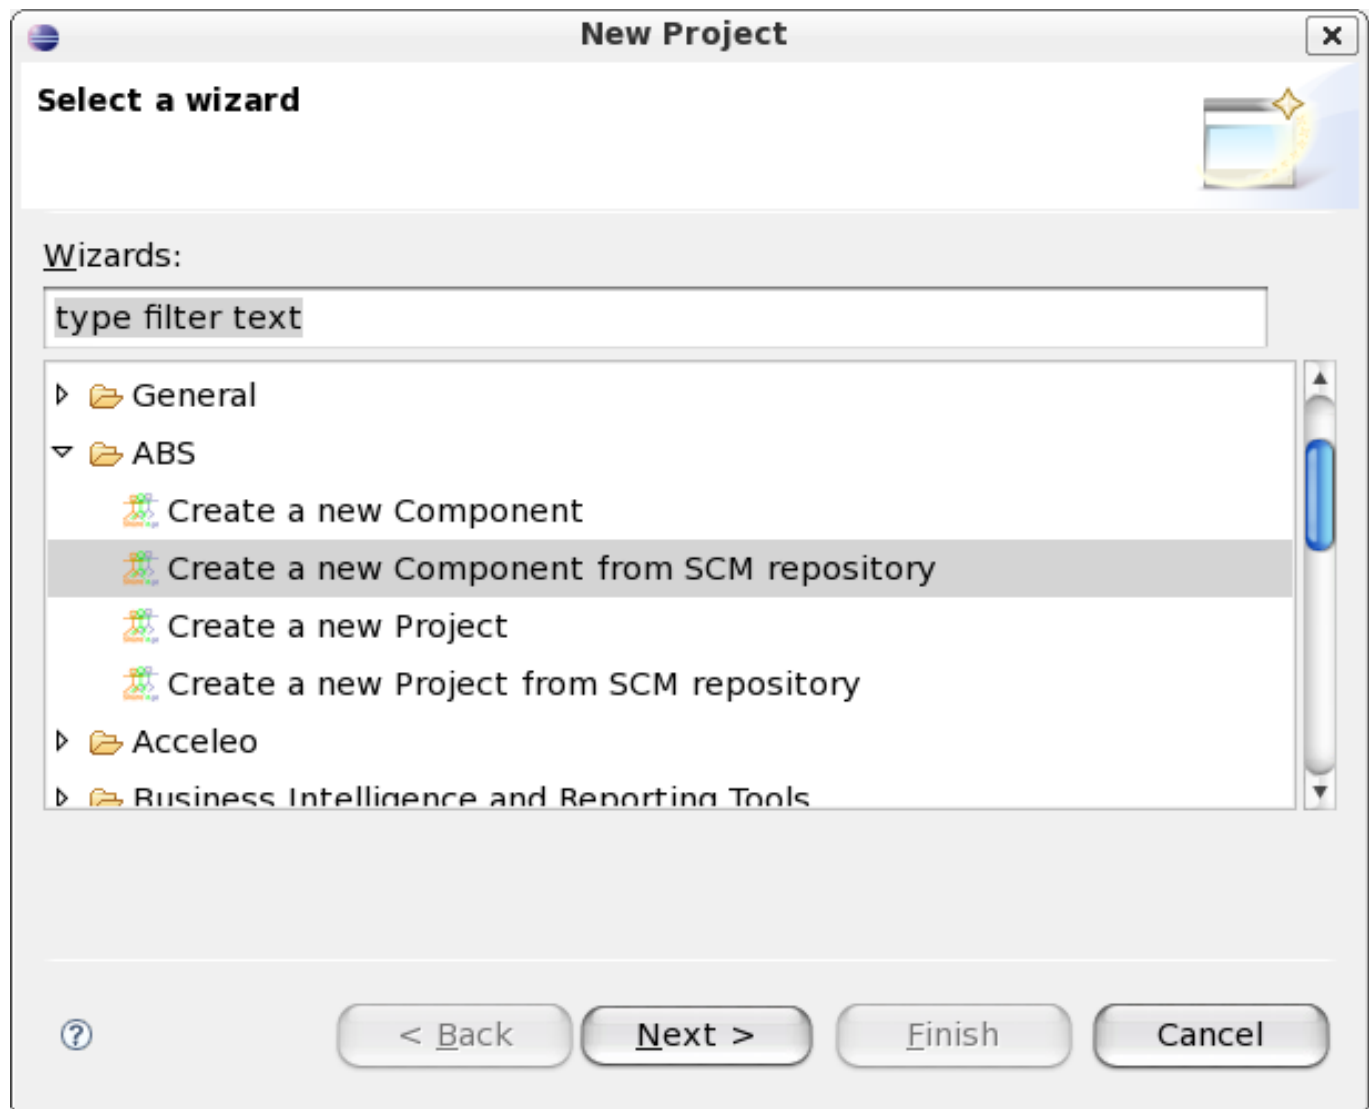 New Project
Select a wizard
Wizards:
type filter text
General
ABS
Create a new Component
Create a new Component from SCM repository
Create a new Project
Create a new Project from SCM repository
Acceleo
Business Intelligence and Reporting Tools
< Back Next > Finish Cancel